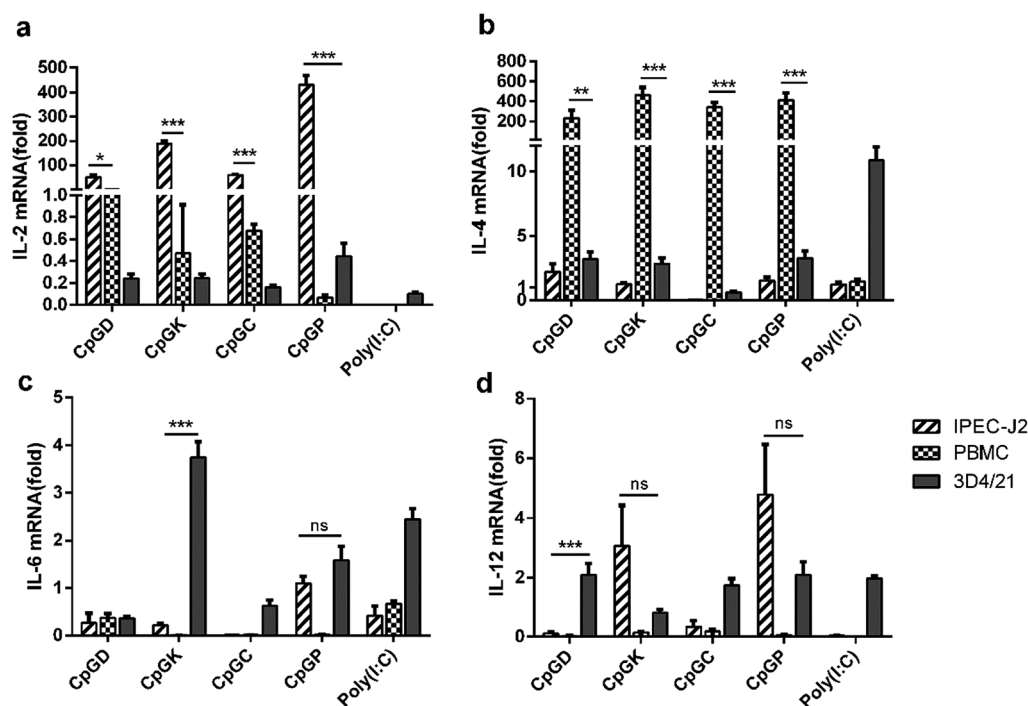 a
IL-2 mRNA(fold)
500
400
300
200
100
1.0
0.8
0.6
0.4
0.2
0.0
*
***
***
***
CpGD
CpGK
CpGC
CpGP
Poly(I:C)
b
IL-4 mRNA(fold)
800
600
400
200
10
5
3
1
0
**
***
***
***
CpGD
CpGK
CpGC
CpGP
Poly(I:C)
c
IL-6 mRNA(fold)
5
4
3
2
1
0
***
ns
CpGD
CpGK
CpGC
CpGP
Poly(I:C)
d
IL-12 mRNA(fold)
8
6
4
2
0
***
ns
ns
CpGD
CpGK
CpGC
CpGP
Poly(I:C)
IPEC-J2
PBMC
3D4/21